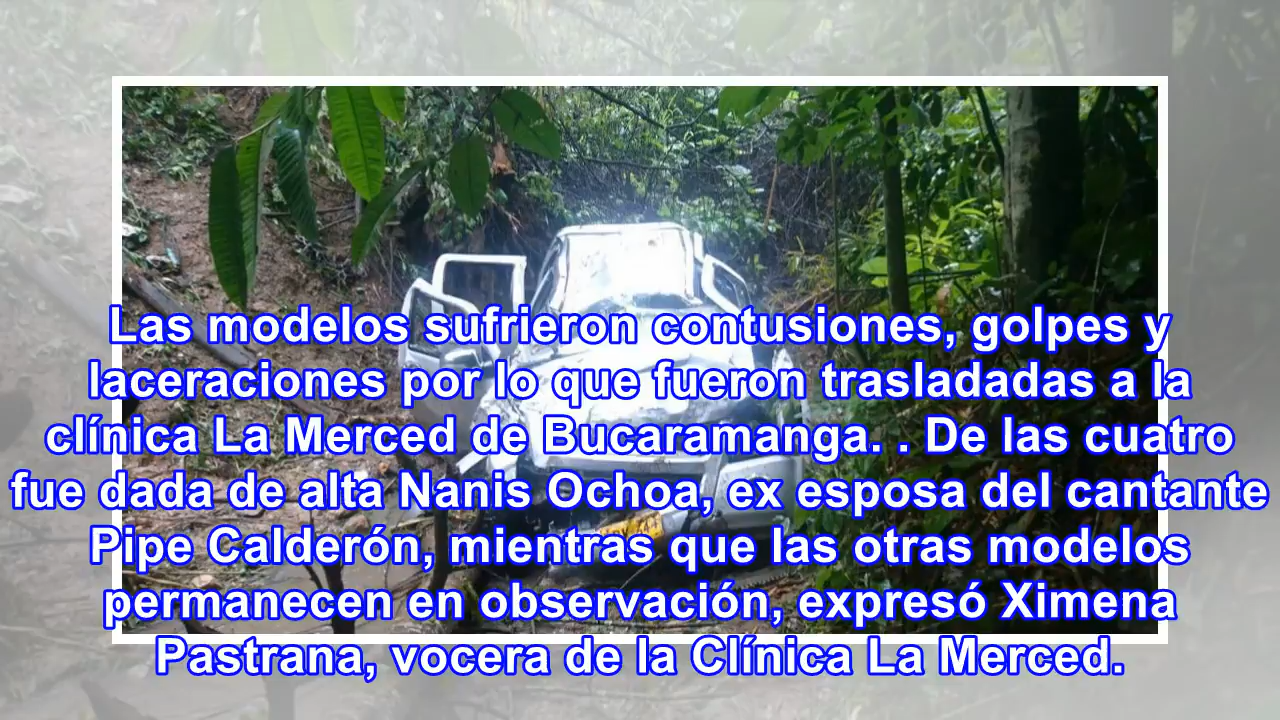 Las modelos sufrieron contusiones, golpes y
laceraciones por lo que fueron trasladadas a la
clínica La Merced de Bucaramanga. . De las cuatro
fue dada de alta Nanis Ochoa, ex esposa del cantante
Pipe Calderón, mientras que las otras modelos
permanecen en observación, expresó Ximena
Pastrana, vocera de la Clínica La Merced.